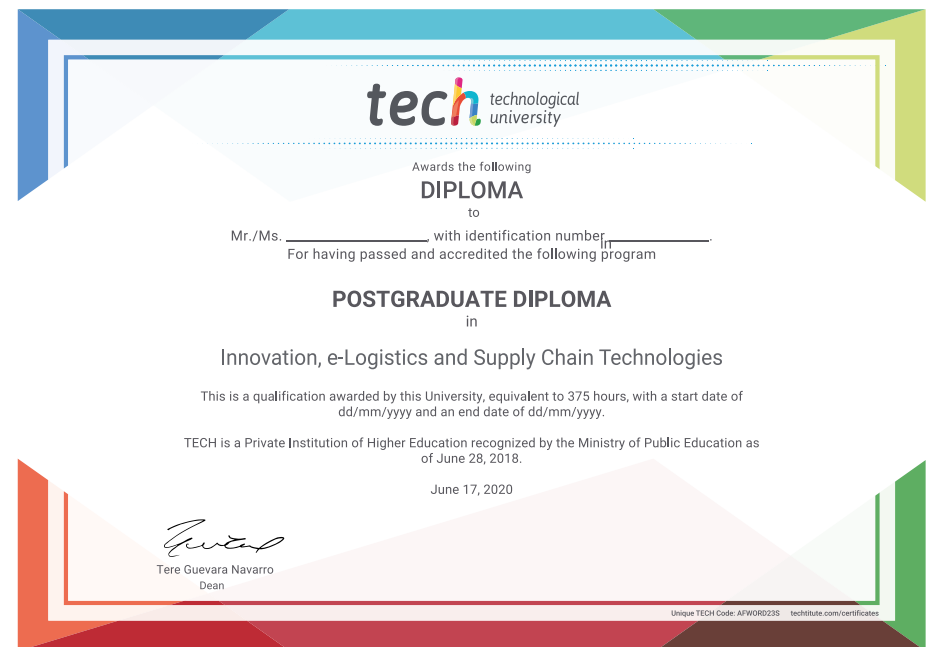 tech technological
university
Awards the following
DIPLOMA
to
Mr./Ms. ____________, with identification number ____________.
in
For having passed and accredited the following program
POSTGRADUATE DIPLOMA
in
Innovation, e-Logistics and Supply Chain Technologies
This is a qualification awarded by this University, equivalent to 375 hours, with a start date of
dd/mm/yyyy and an end date of dd/mm/yyyy.
TECH is a Private Institution of Higher Education recognized by the Ministry of Public Education as
of June 28, 2018.
June 17, 2020
Tere Guevara Navarro
Dean
Unique TECH Code: AFWORD23S techtitute.com/certificates